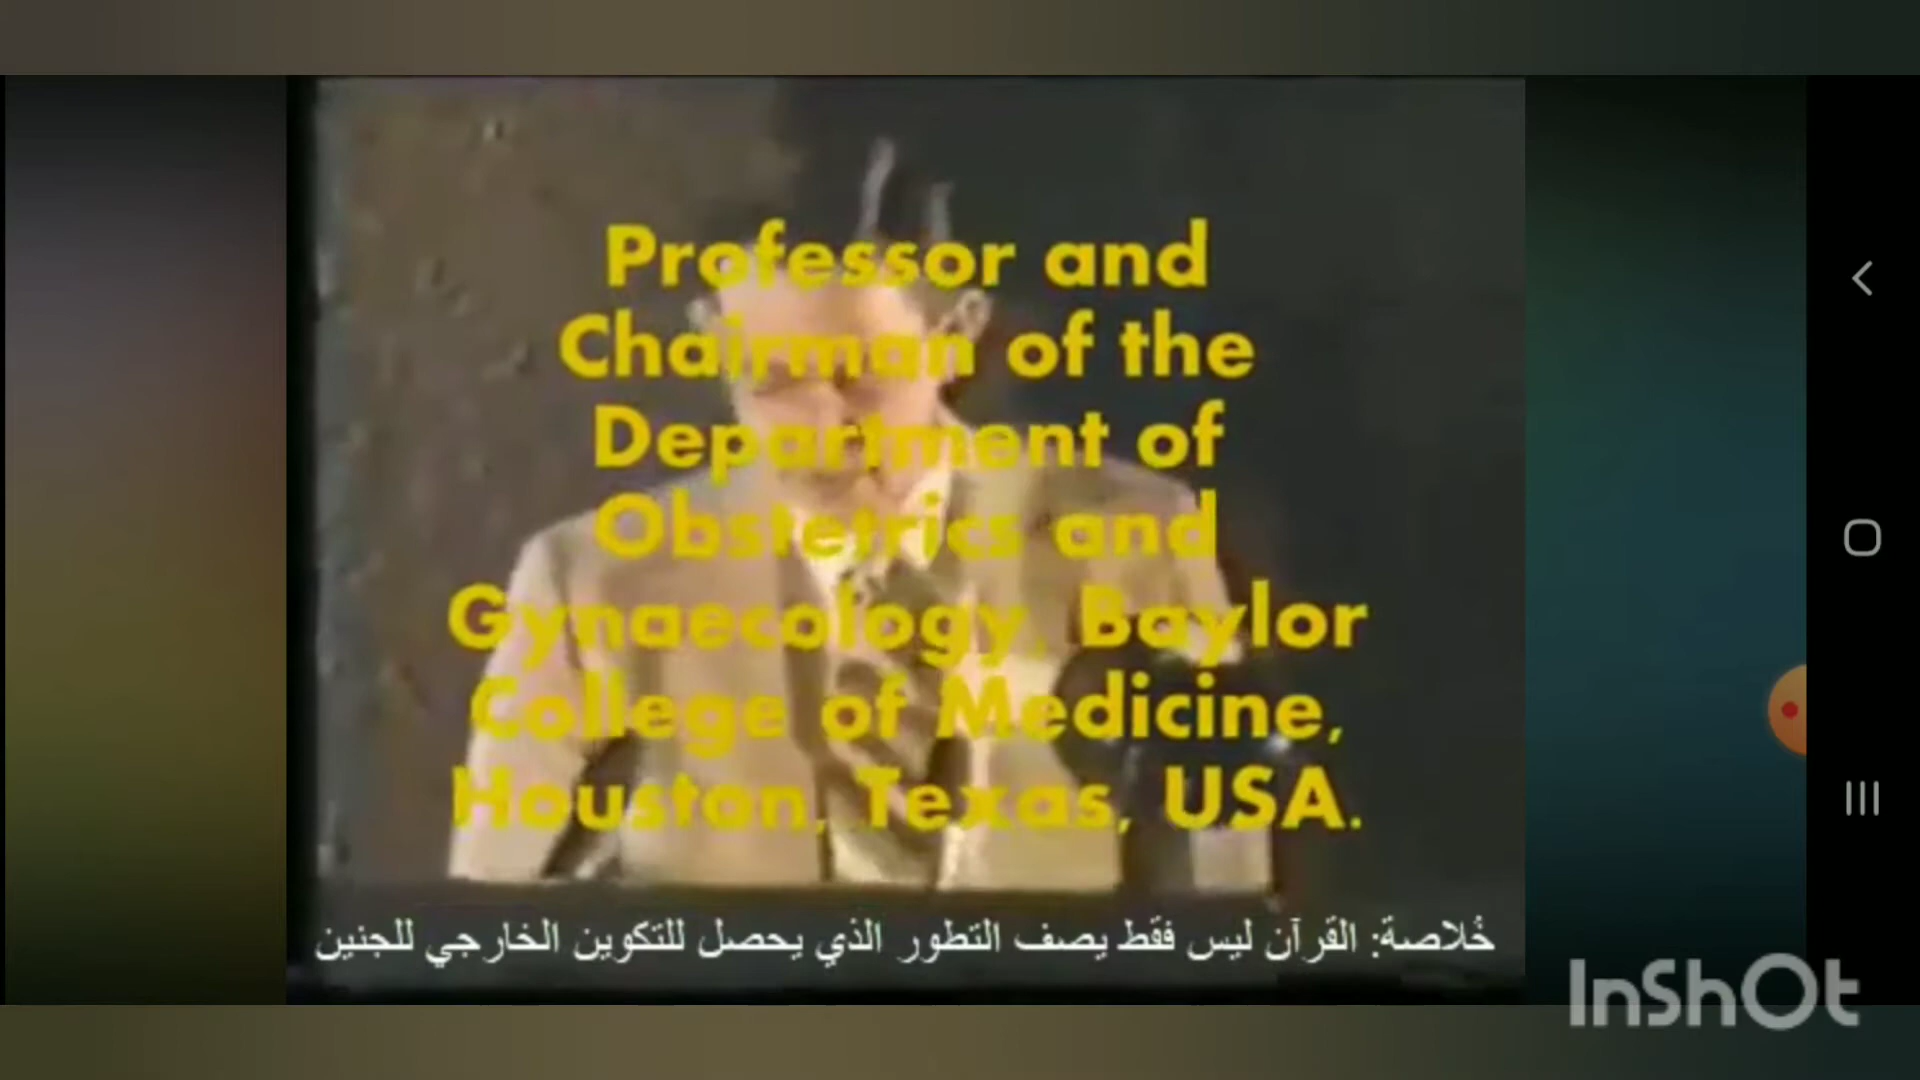 Professor and
Chairman of the
Department of
Obstetrics and
Gynaecology, Baylor
College of Medicine,
Houston, Texas, USA.
خُلاصة: القرآن ليس فقط يصف التطور الذي يحصل للتكوين الخارجي للجنين
InShOt